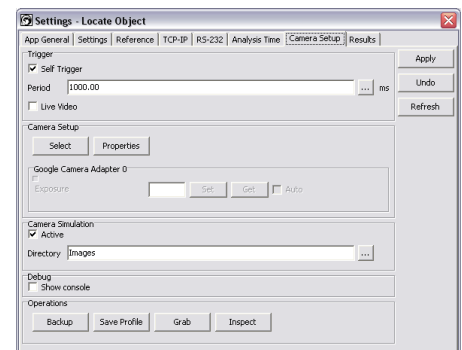 Settings - Locate Object
App General Settings Reference TCP-IP RS-232 Analysis Time Camera Setup Results
Trigger
Self Trigger
Period 1000.00 ... ms
Live Video
Apply
Undo
Refresh
Camera Setup
Select Properties
Google Camera Adapter 0
Exposure Set Get Auto
Camera Simulation
Active
Directory Images ...
Debug
Show console
Operations
Backup Save Profile Grab Inspect